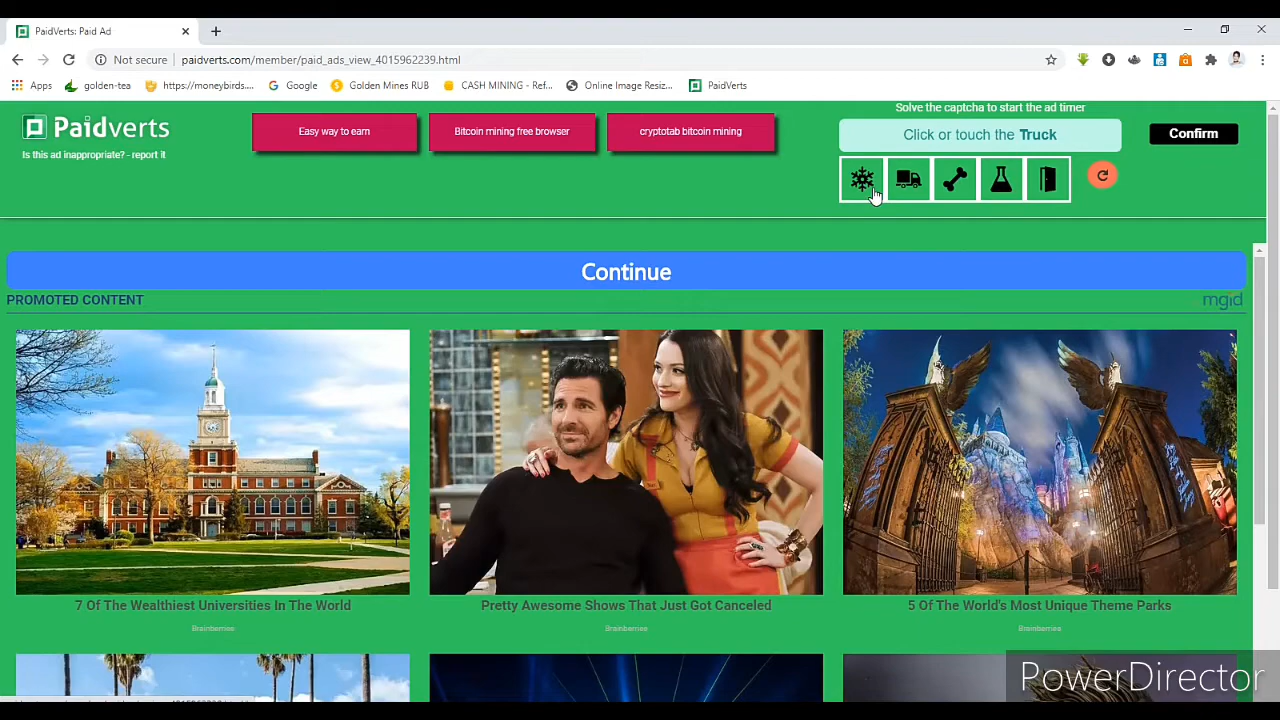 PaidVerts: Paid Ad
Not secure
paidverts.com/member/paid_ads_view_4015962239.html
Apps
golden-tea
https://moneybirds....
Google
Golden Mines RUB
CASH MINING - Ref...
Online Image Resiz...
PaidVerts
Paidverts
Is this ad inappropriate? - report it
Easy way to earn
Bitcoin mining free browser
cryptotab bitcoin mining
Solve the captcha to start the ad timer
Click or touch the Truck
Confirm
Continue
PROMOTED CONTENT
mgid
7 Of The Wealthiest Universities In The World
Brainberries
Pretty Awesome Shows That Just Got Canceled
Brainberries
5 Of The World's Most Unique Theme Parks
Brainberries
PowerDirector